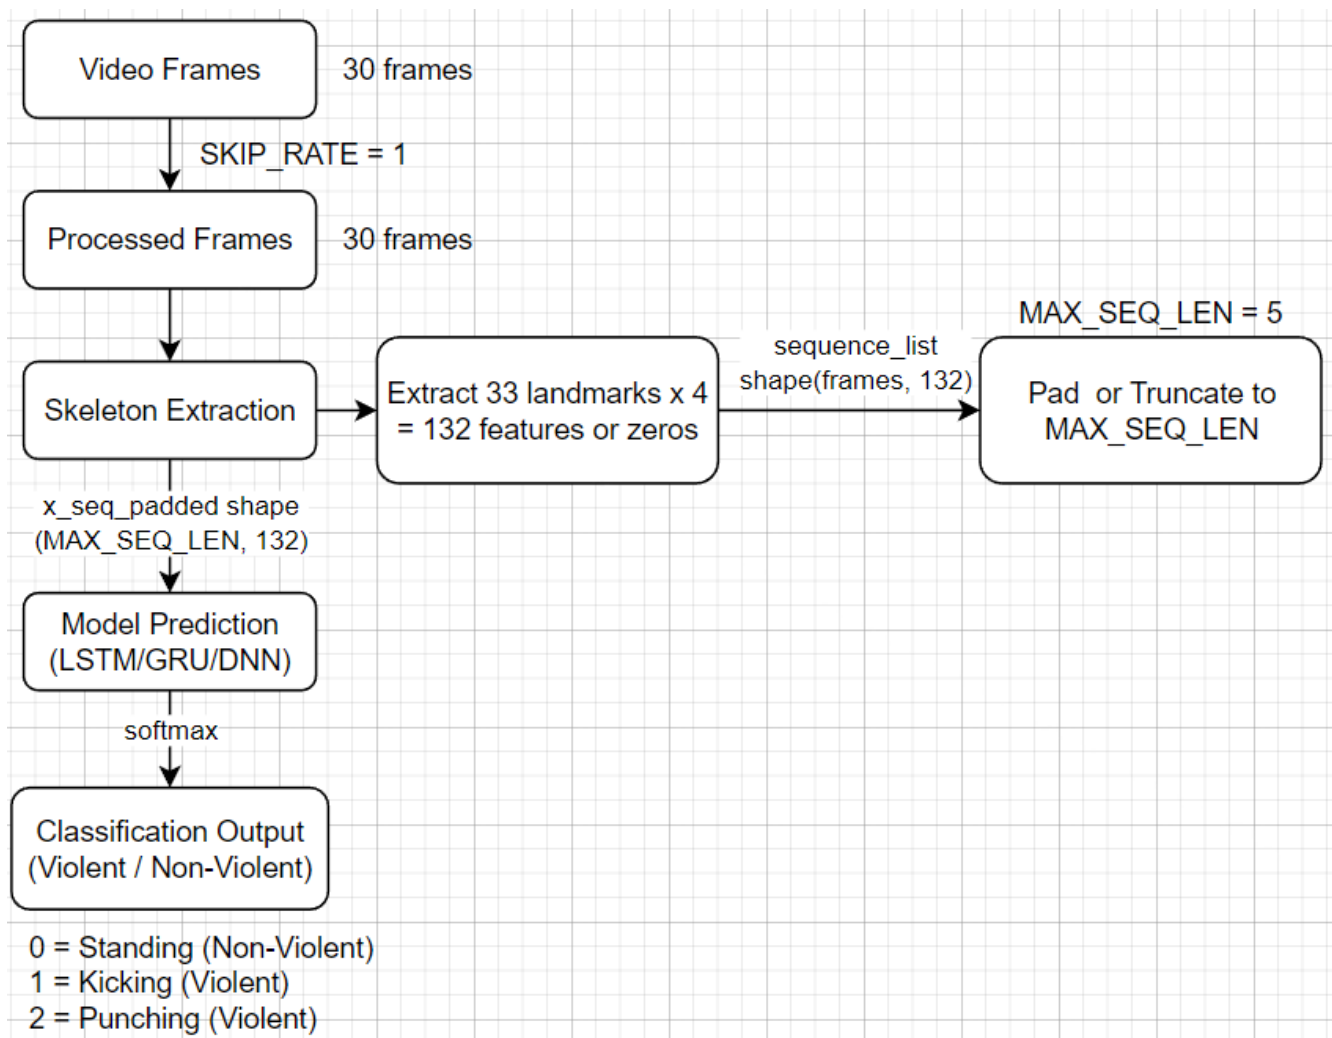 Video Frames
30 frames
SKIP_RATE = 1
Processed Frames
30 frames
Skeleton Extraction
Extract 33 landmarks x 4
= 132 features or zeros
sequence_list
shape(frames, 132)
MAX_SEQ_LEN = 5
Pad or Truncate to
MAX_SEQ_LEN
x_seq_padded shape
(MAX_SEQ_LEN, 132)
Model Prediction
(LSTM/GRU/DNN)
softmax
Classification Output
(Violent / Non-Violent)
0 = Standing (Non-Violent)
1 = Kicking (Violent)
2 = Punching (Violent)